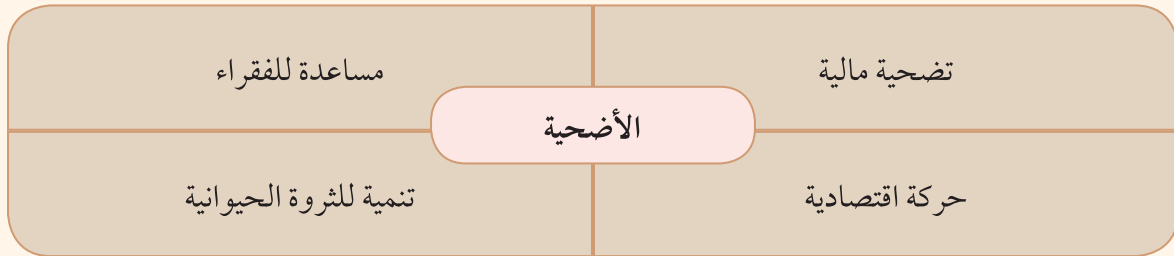 تضحية مالية
مساعدة للفقراء
الأضحية
حركة اقتصادية
تنمية للثروة الحيوانية